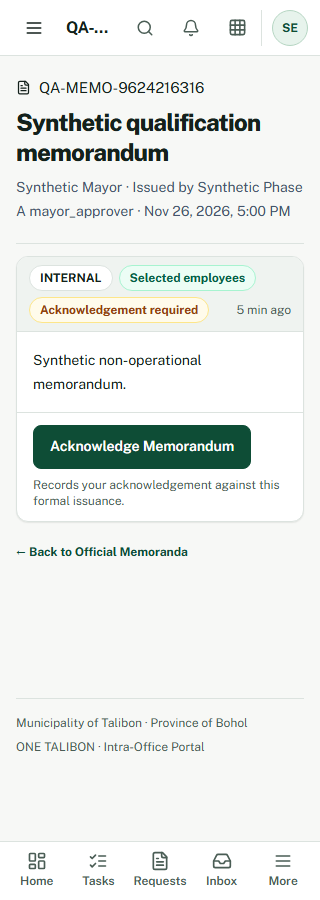 QA-...
SE
QA-MEMO-9624216316
Synthetic qualification
memorandum
Synthetic Mayor · Issued by Synthetic Phase
A mayor_approver · Nov 26, 2026, 5:00 PM
INTERNAL
Selected employees
Acknowledgement required
5 min ago
Synthetic non-operational
memorandum.
Acknowledge Memorandum
Records your acknowledgement against this
formal issuance.
← Back to Official Memoranda
Municipality of Talibon · Province of Bohol
ONE TALIBON · Intra-Office Portal
Home Tasks Requests Inbox More